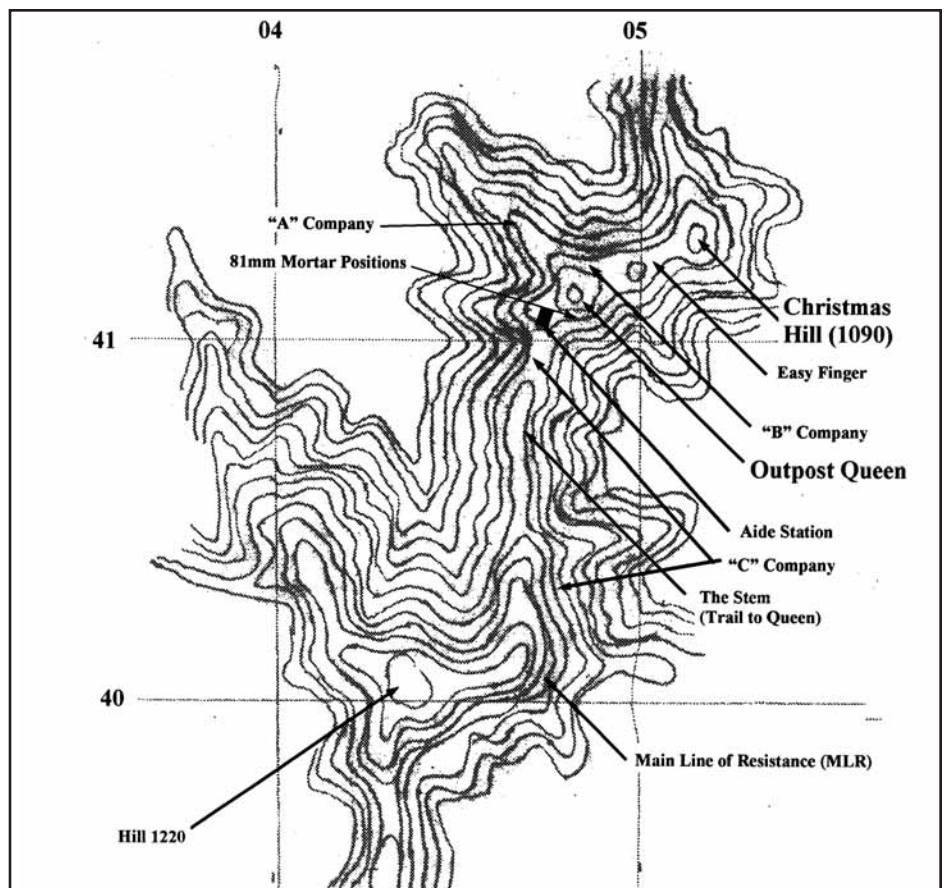 04
05
“A” Company
81mm Mortar Positions
Christmas
Hill (1090)
41
Easy Finger
“B” Company
Outpost Queen
Aide Station
“C” Company
The Stem
(Trail to Queen)
40
Main Line of Resistance (MLR)
Hill 1220